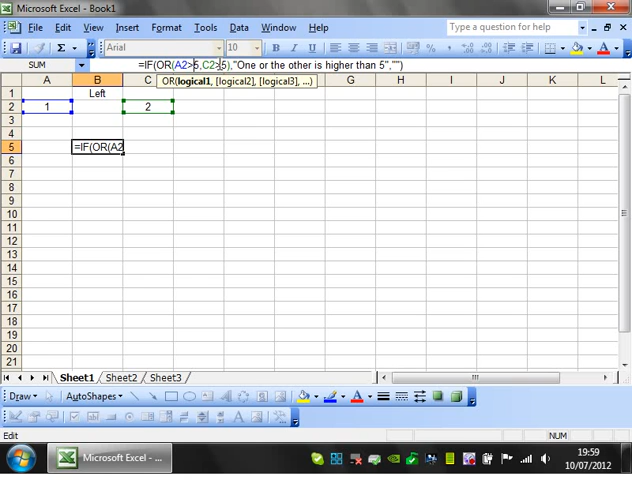 Microsoft Excel - Book1
File Edit View Insert Format Tools Data Window Help
Type a question for help
Σ Arial 10 B I U %
SUM =IF(OR(A2>5,C2>5),"One or the other is higher than 5","")
OR(logical1, [logical2], [logical3], ...)
A B C G H I J K L
1 Left
2 1 2
3
4
5 =IF(OR(A2
6
7
8
9
10
11
12
13
14
15
16
17
18
19
20
21
Sheet1 Sheet2 Sheet3
Draw AutoShapes A
Edit NUM
Microsoft Excel - ...
19:59
10/07/2012